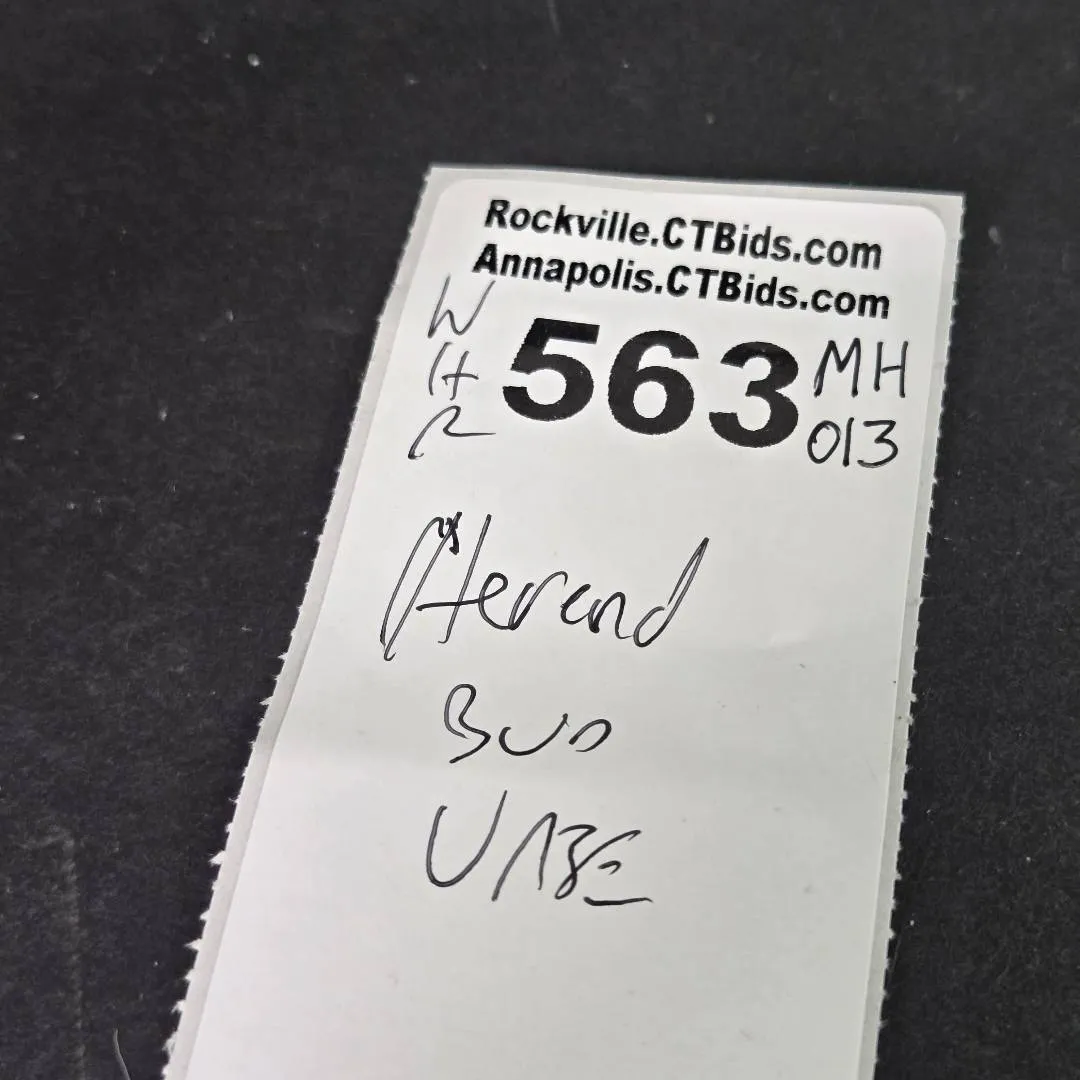 Rockville.CTBids.com
Annapolis.CTBids.com
W
H
R
563
MH
013
Herend
BUD
VASE